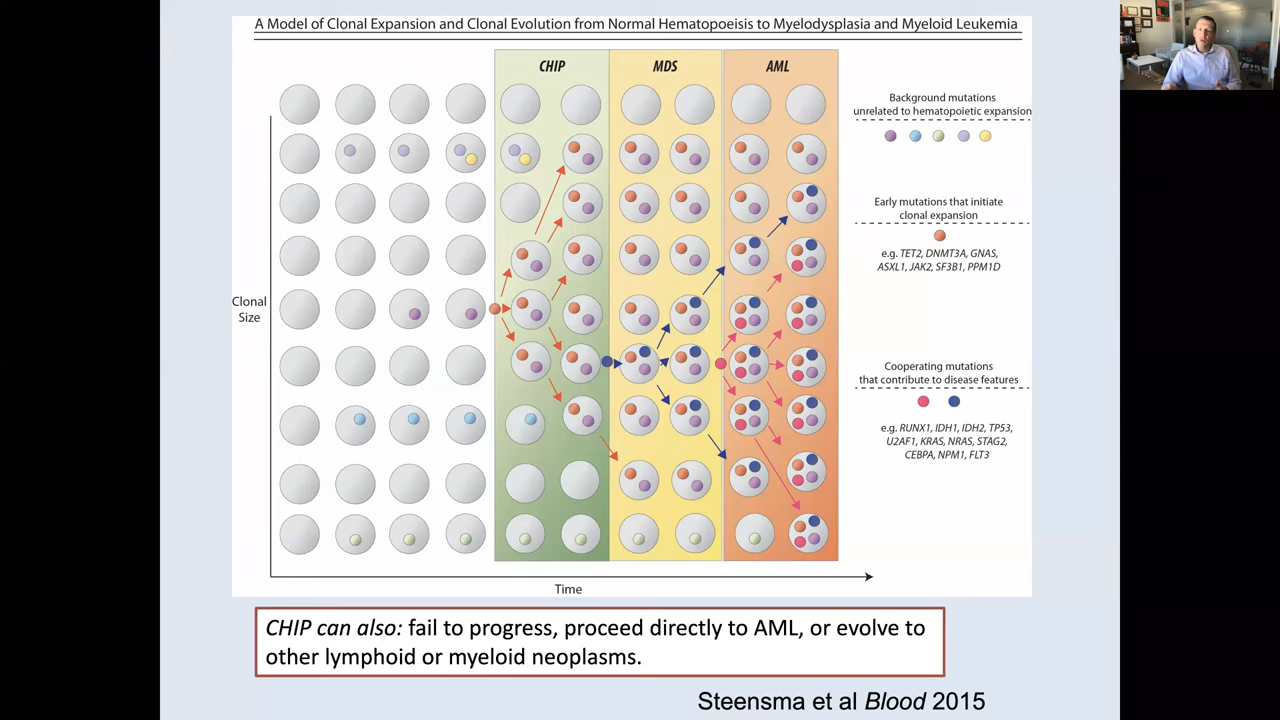 A Model of Clonal Expansion and Clonal Evolution from Normal Hematopoeisis to Myelodysplasia and Myeloid Leukemia
CHIP
MDS
AML
Clonal
Size
Time
Background mutations
unrelated to hematopoietic expansion
Early mutations that initiate
clonal expansion
e.g. TET2, DNMT3A, GNAS,
ASXL1, JAK2, SF3B1, PPM1D
Cooperating mutations
that contribute to disease features
e.g. RUNX1, IDH1, IDH2, TP53,
U2AF1, KRAS, NRAS, STAG2,
CEBPA, NPM1, FLT3
CHIP can also: fail to progress, proceed directly to AML, or evolve to
other lymphoid or myeloid neoplasms.
Steensma et al Blood 2015